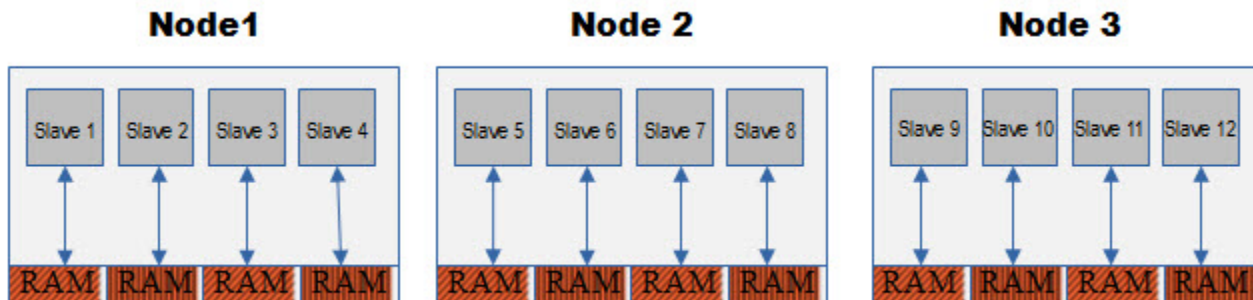 Node1 Node 2 Node 3
Slave 1 Slave 2 Slave 3 Slave 4 Slave 5 Slave 6 Slave 7 Slave 8 Slave 9 Slave 10 Slave 11 Slave 12
RAM RAM RAM RAM RAM RAM RAM RAM RAM RAM RAM RAM